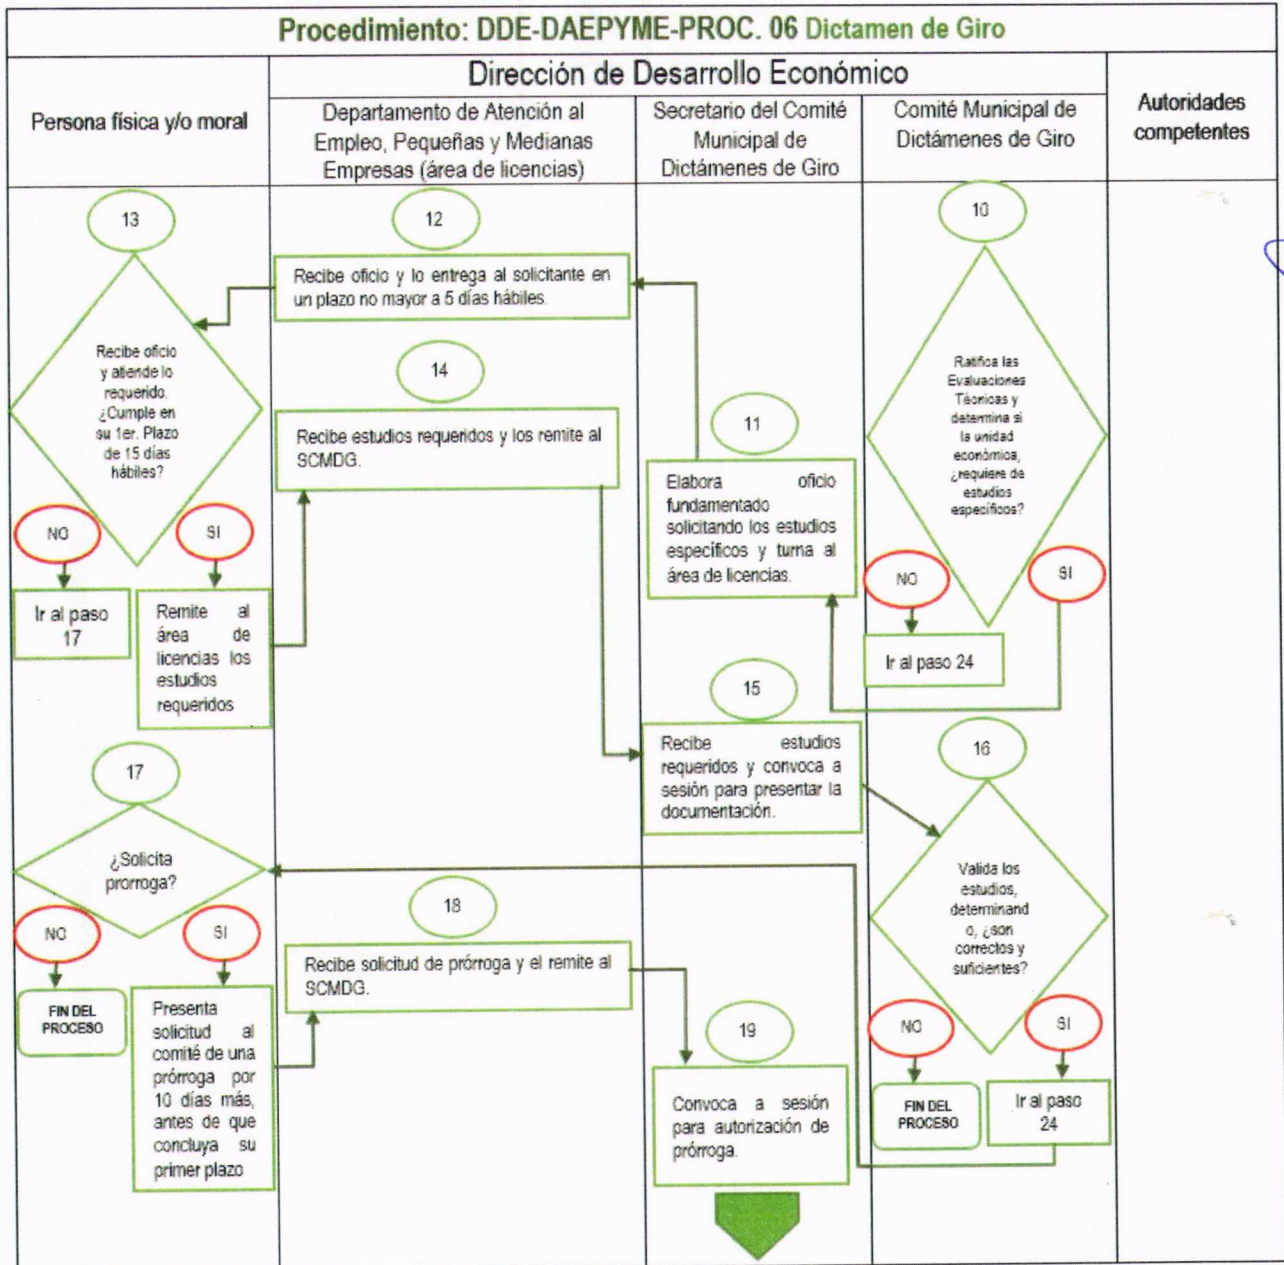 Procedimiento: DDE-DAEPYME-PROC. 06 Dictamen de Giro
Dirección de Desarrollo Económico
Persona física y/o moral
Departamento de Atención al
Empleo, Pequeñas y Medianas
Empresas (área de licencias)
Secretario del Comité
Municipal de
Dictámenes de Giro
Comité Municipal de
Dictámenes de Giro
Autoridades
competentes
13
12
10
Recibe oficio y lo entrega al solicitante en
un plazo no mayor a 5 días hábiles.
Recibe oficio
y atiende lo
requerido.
¿Cumple en
su 1er. Plazo
de 15 días
hábiles?
NO
SI
Ir al paso
17
Remite al
área de
licencias los
estudios
requeridos
14
Recibe estudios requeridos y los remite al
SCMDG.
11
Elabora oficio
fundamentado
solicitando los estudios
específicos y turna al
área de licencias.
Ratifica las
Evaluaciones
Técnicas y
determina si
la unidad
económica,
¿requiere de
estudios
específicos?
NO
SI
Ir al paso 24
15
Recibe estudios
requeridos y convoca a
sesión para presentar la
documentación.
16
Valida los
estudios,
determinand
o, ¿son
correctos y
suficientes?
NO
SI
FIN DEL
PROCESO
Ir al paso
24
17
¿Solicita
prorroga?
NO
SI
FIN DEL
PROCESO
Presenta
solicitud al
comité de una
prórroga por
10 días más,
antes de que
concluya su
primer plazo
18
Recibe solicitud de prórroga y el remite al
SCMDG.
19
Convoca a sesión
para autorización de
prórroga.